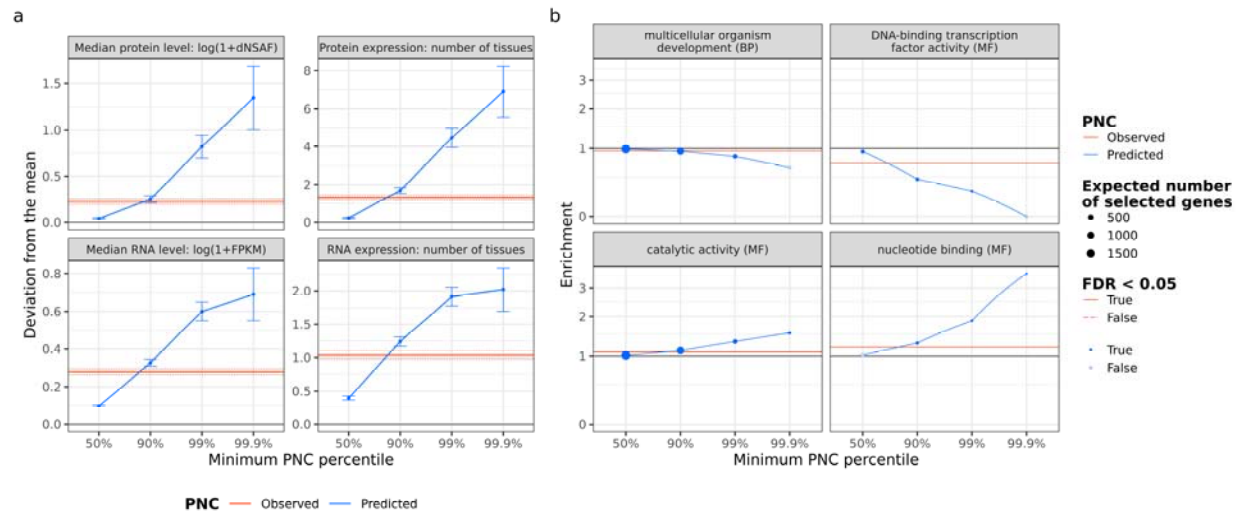 a
Median protein level: log(1+dNSAF)
Protein expression: number of tissues
1.5
1.0
0.5
0.0
8
6
4
2
0
Median RNA level: log(1+FPKM)
RNA expression: number of tissues
0.8
0.6
0.4
0.2
0.0
2.0
1.5
1.0
0.5
0.0
Deviation from the mean
50% 90% 99% 99.9%
50% 90% 99% 99.9%
Minimum PNC percentile
PNC Observed Predicted
b
multicellular organism
development (BP)
DNA-binding transcription
factor activity (MF)
3
2
1
0
catalytic activity (MF)
nucleotide binding (MF)
3
2
1
0
Enrichment
50% 90% 99% 99.9%
50% 90% 99% 99.9%
Minimum PNC percentile
PNC
Observed
Predicted
Expected number
of selected genes
500
1000
1500
FDR < 0.05
True
False
True
False